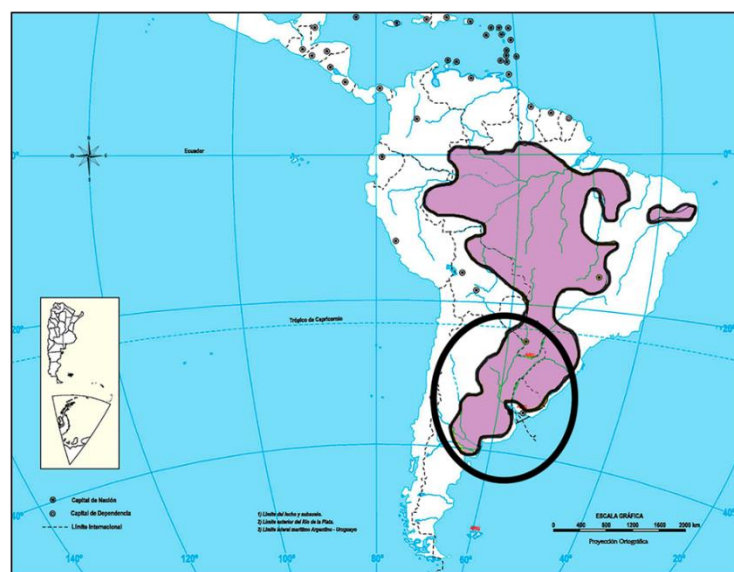 Ecuador
0°
0°
Trópico de Capricornio
20°
20°
40°
140°
120°
100°
80°
60°
40°
20°
Capital de Nación
Capital de Dependencia
Límite Internacional
1) Límite del lecho y subsuelo.
2) Límite exterior del Río de la Plata.
3) Límite lateral marítimo Argentino - Uruguayo
ESCALA GRÁFICA
0 400 800 1200 1600 2000 km
Proyección Ortográfica